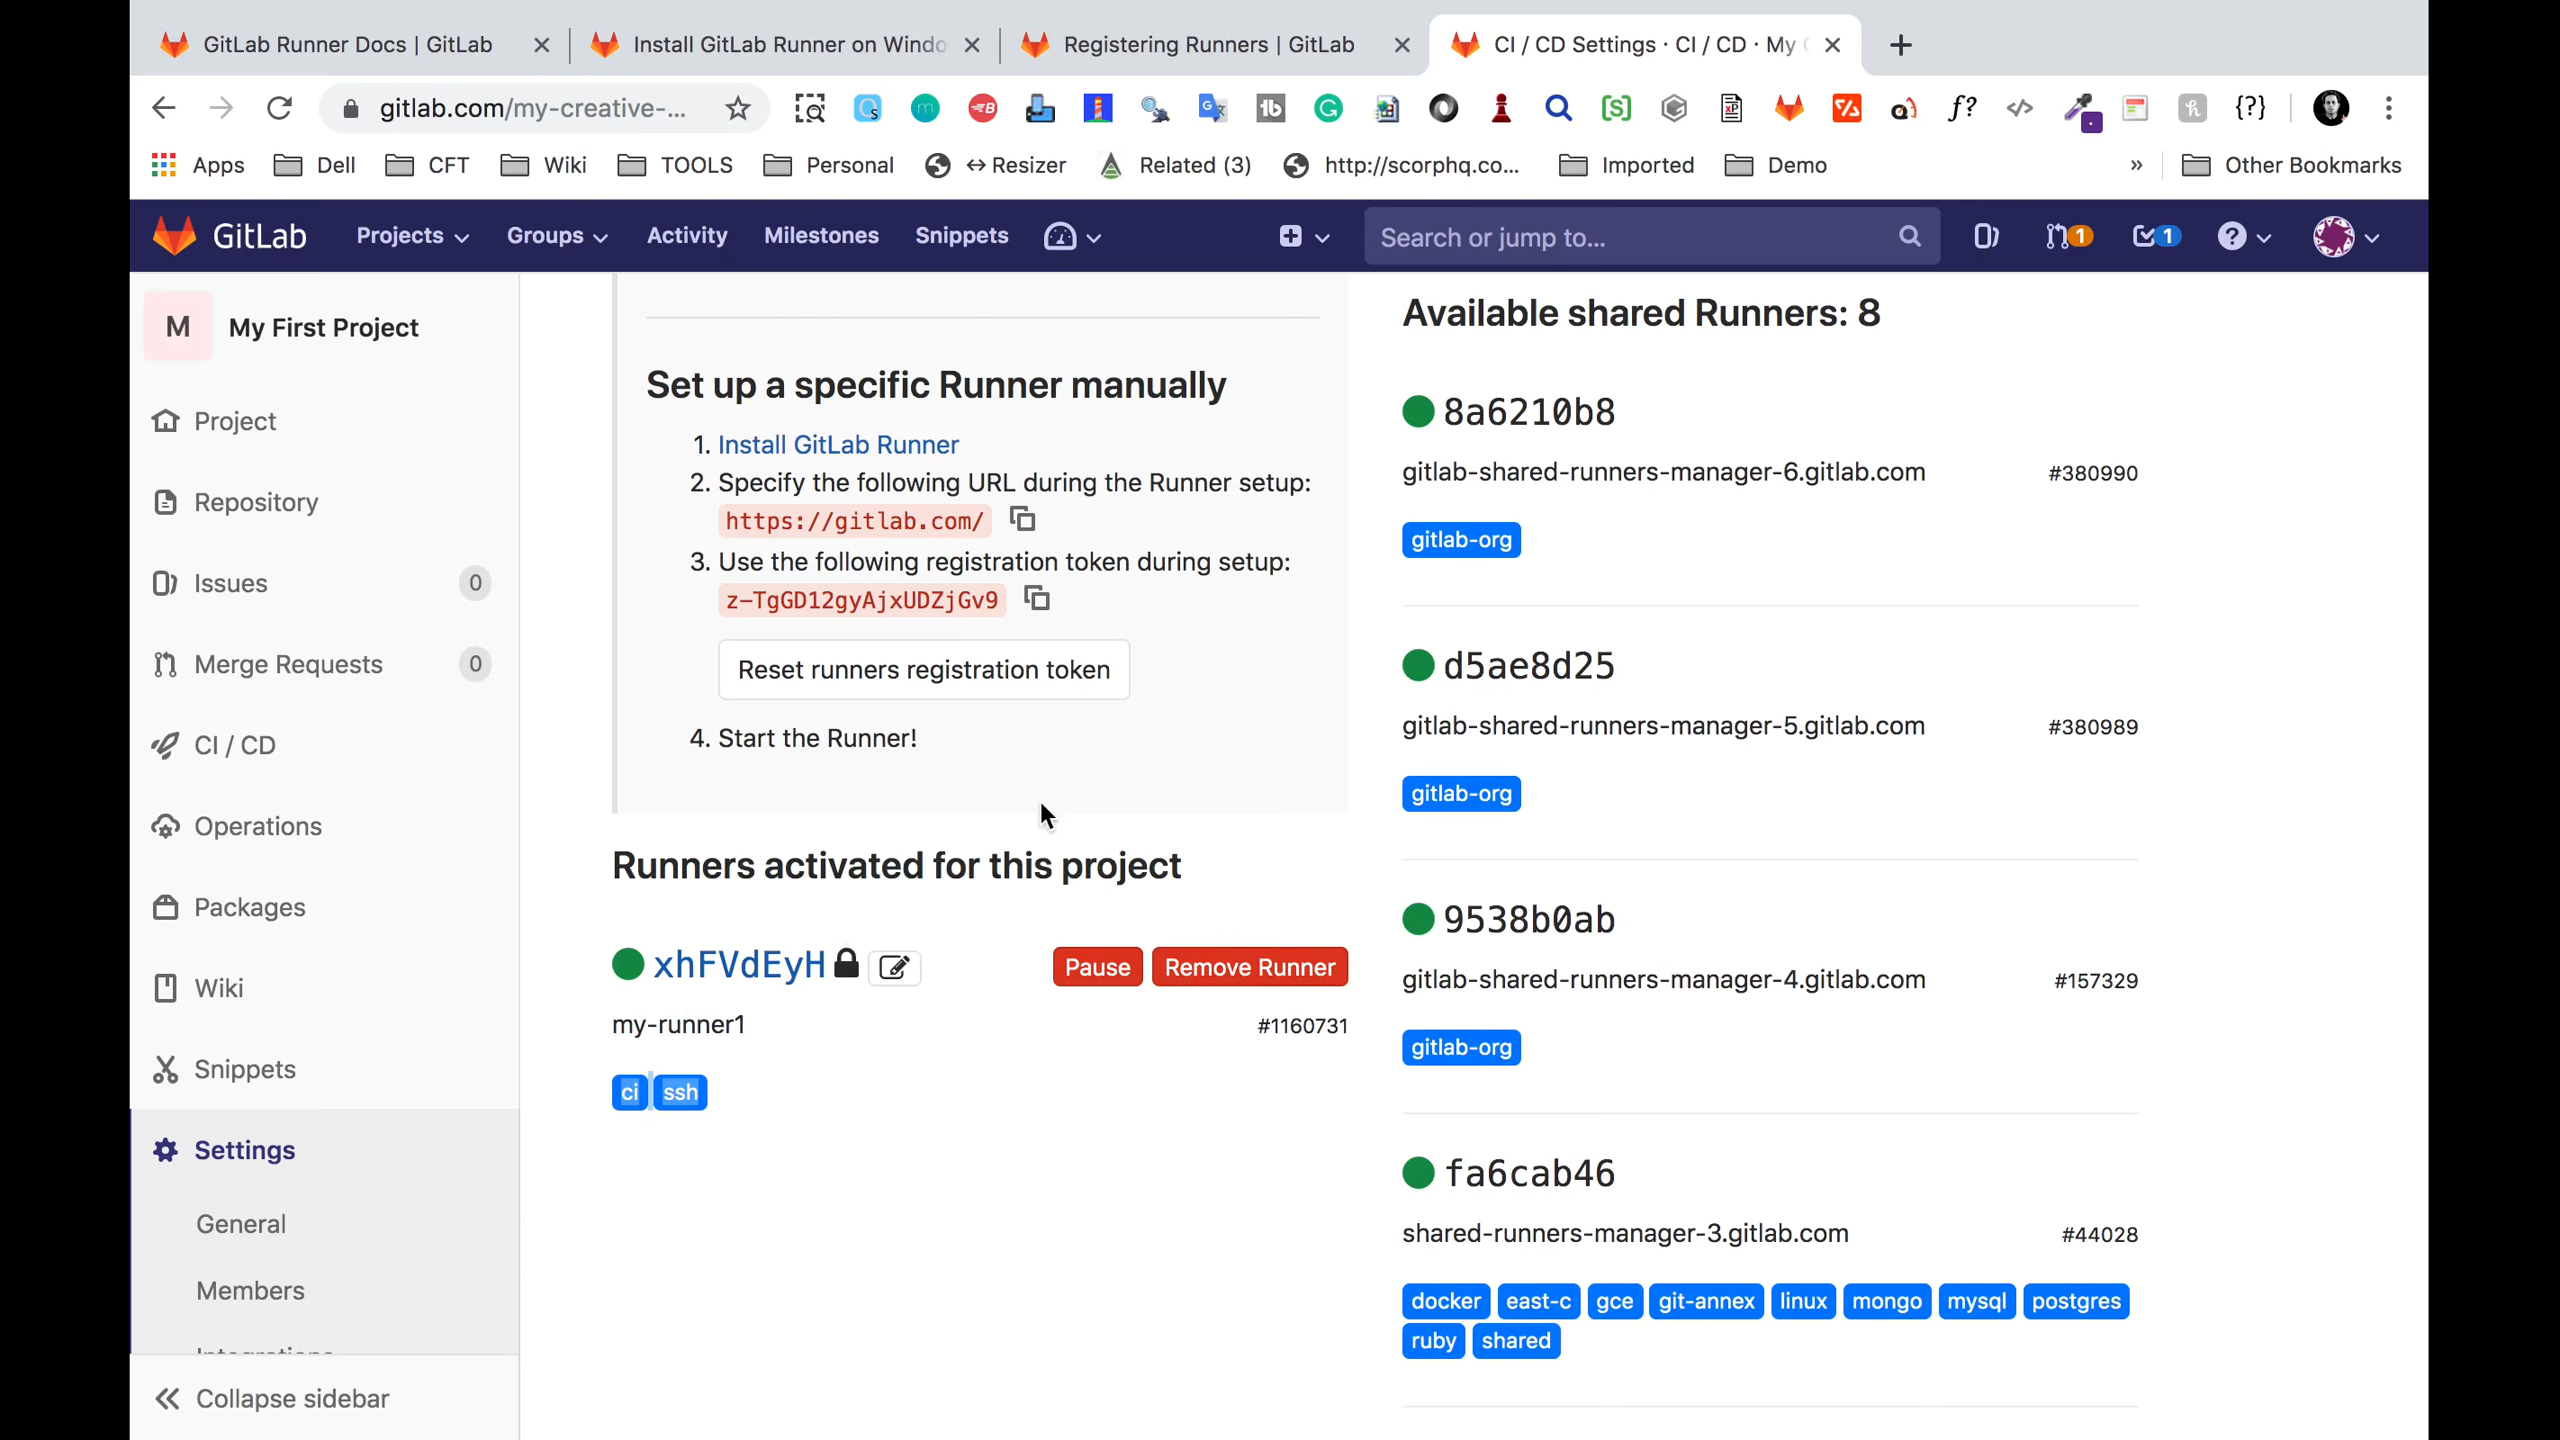 GitLab Runner Docs | GitLab
Install GitLab Runner on Windo
Registering Runners | GitLab
CI / CD Settings · CI / CD · My
gitlab.com/my-creative-...
Apps
Dell
CFT
Wiki
TOOLS
Personal
↔Resizer
Related (3)
http://scorphq.co...
Imported
Demo
»
Other Bookmarks
GitLab
Projects
Groups
Activity
Milestones
Snippets
Search or jump to...
1
1
M
My First Project
Project
Repository
Issues 0
Merge Requests 0
CI / CD
Operations
Packages
Wiki
Snippets
Settings
General
Members
Collapse sidebar
Set up a specific Runner manually
1. Install GitLab Runner
2. Specify the following URL during the Runner setup:
https://gitlab.com/
3. Use the following registration token during setup:
z-TgGD12gyAjxUDZjGv9
Reset runners registration token
4. Start the Runner!
Runners activated for this project
xhFVdEyH
Pause Remove Runner
my-runner1 #1160731
ci ssh
Available shared Runners: 8
8a6210b8
gitlab-shared-runners-manager-6.gitlab.com #380990
gitlab-org
d5ae8d25
gitlab-shared-runners-manager-5.gitlab.com #380989
gitlab-org
9538b0ab
gitlab-shared-runners-manager-4.gitlab.com #157329
gitlab-org
fa6cab46
shared-runners-manager-3.gitlab.com #44028
docker east-c gce git-annex linux mongo mysql postgres
ruby shared